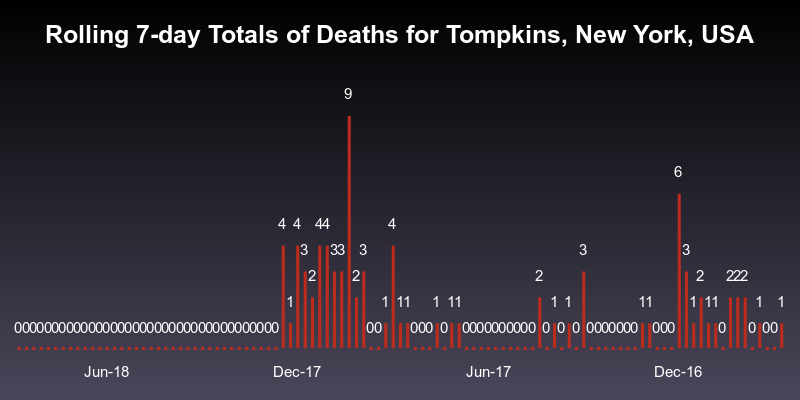 Rolling 7-day Totals of Deaths for Tompkins, New York, USA
9
6
4 4 44 4
3 33 3 3 3
2 2 2 2 222
1 1 11 1 11 1 1 11 1 11 1 1
000000000000000000000000000000000000 00 000 0 0000000000 0 0 0 0000000 000 0 0 00
Jun-18 Dec-17 Jun-17 Dec-16